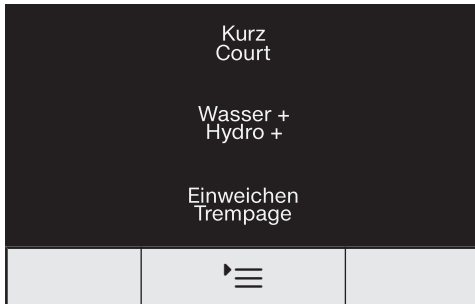 Kurz
Court
Wasser +
Hydro +
Einweichen
Trempage